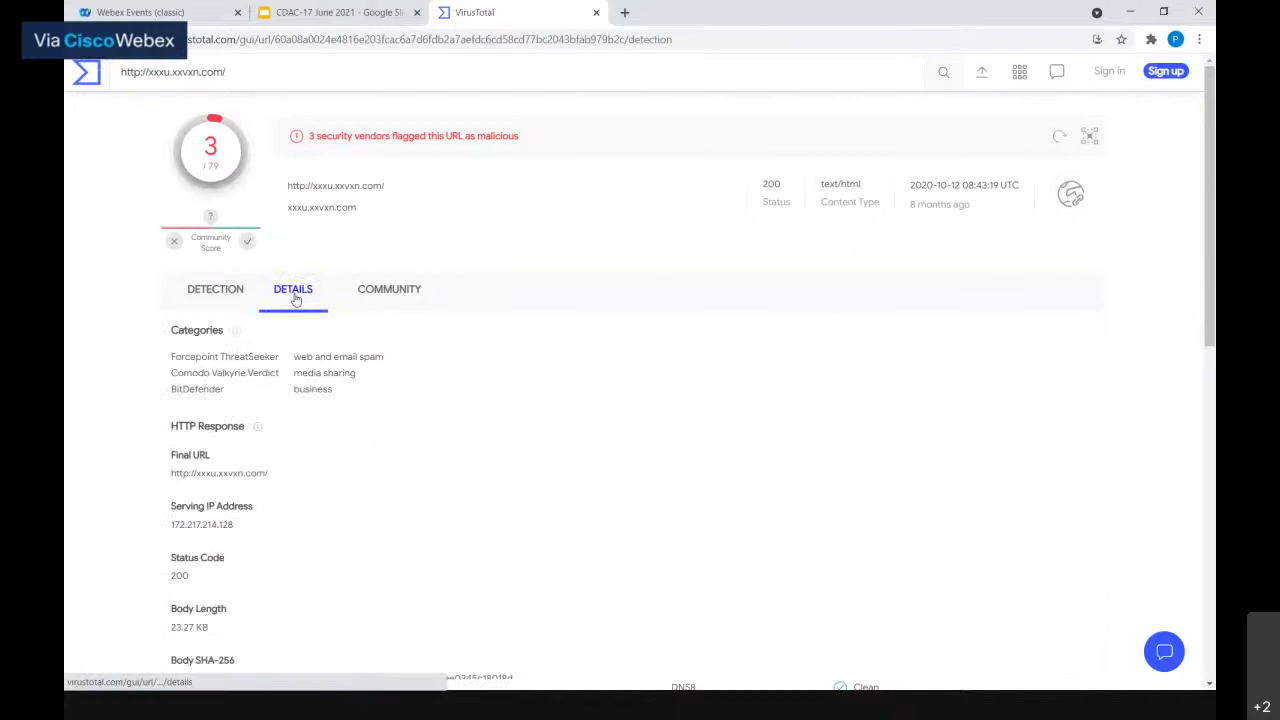 Webex Events (classic)
CDAC-17 June 2021 - Google Sli
VirusTotal
Via CiscoWebex
stotal.com/gui/url/60a08a0024e4816e203fcac6a7d6fdb2a7aefdc6cd58cd77bc2043bfab979b2c/detection
P
http://xxxu.xxvxn.com/
Sign in
Sign up
3
/ 79
3 security vendors flagged this URL as malicious
http://xxxu.xxvxn.com/
xxxu.xxvxn.com
200
Status
text/html
Content Type
2020-10-12 08:43:19 UTC
8 months ago
?
Community
Score
DETECTION
DETAILS
COMMUNITY
Categories
Forcepoint ThreatSeeker web and email spam
Comodo Valkyrie Verdict media sharing
BitDefender business
HTTP Response
Final URL
http://xxxu.xxvxn.com/
Serving IP Address
172.217.214.128
Status Code
200
Body Length
23.27 KB
Body SHA-256
virustotal.com/gui/url/.../details
DNS8
Clean
+2